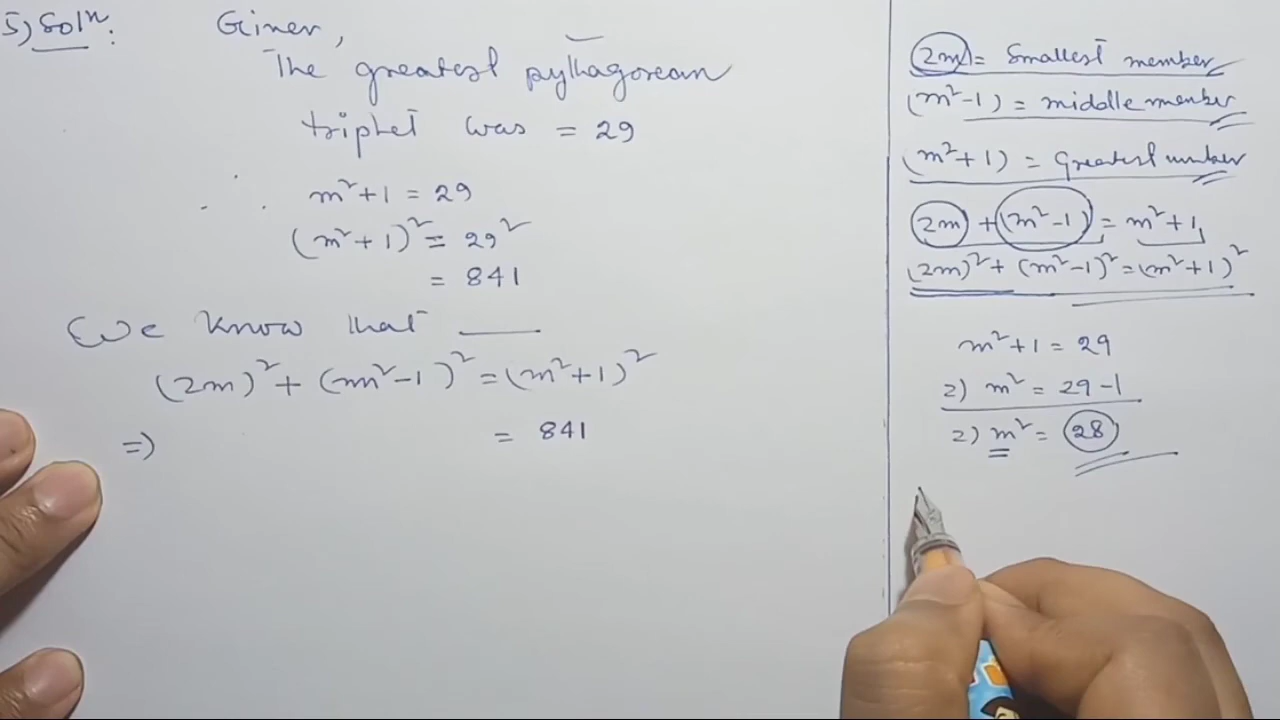 5) Solⁿ: Given,
The greatest pythagorean
triplet was = 29
∴ m²+1 = 29
(m²+1)² = 29²
= 841
We know that ——
(2m)² + (m²-1)² = (m²+1)²
=> = 841
2m = Smallest member
(m²-1) = middle member
(m²+1) = Greatest number
2m + (m²-1) = m²+1
(2m)² + (m²-1)² = (m²+1)²
m²+1 = 29
2) m² = 29-1
2) m² = 28